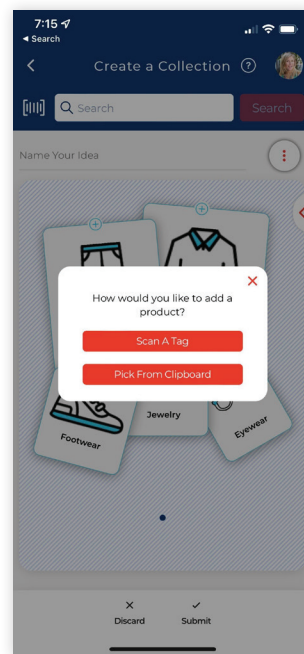 7:15
◄ Search
Create a Collection ?
Search
Search
Name Your Idea
How would you like to add a
product?
Scan A Tag
Pick From Clipboard
Footwear
Jewelry
Eyewear
Discard
Submit